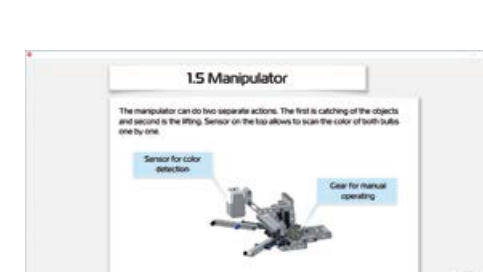 1.5 Manipulator
The manipulator can do two separate actions. The first is catching of the objects
and second is the lifting. Sensor on the top allows to scan the color of both bulbs
one by one.
Sensor for color
detection
Gear for manual
operating